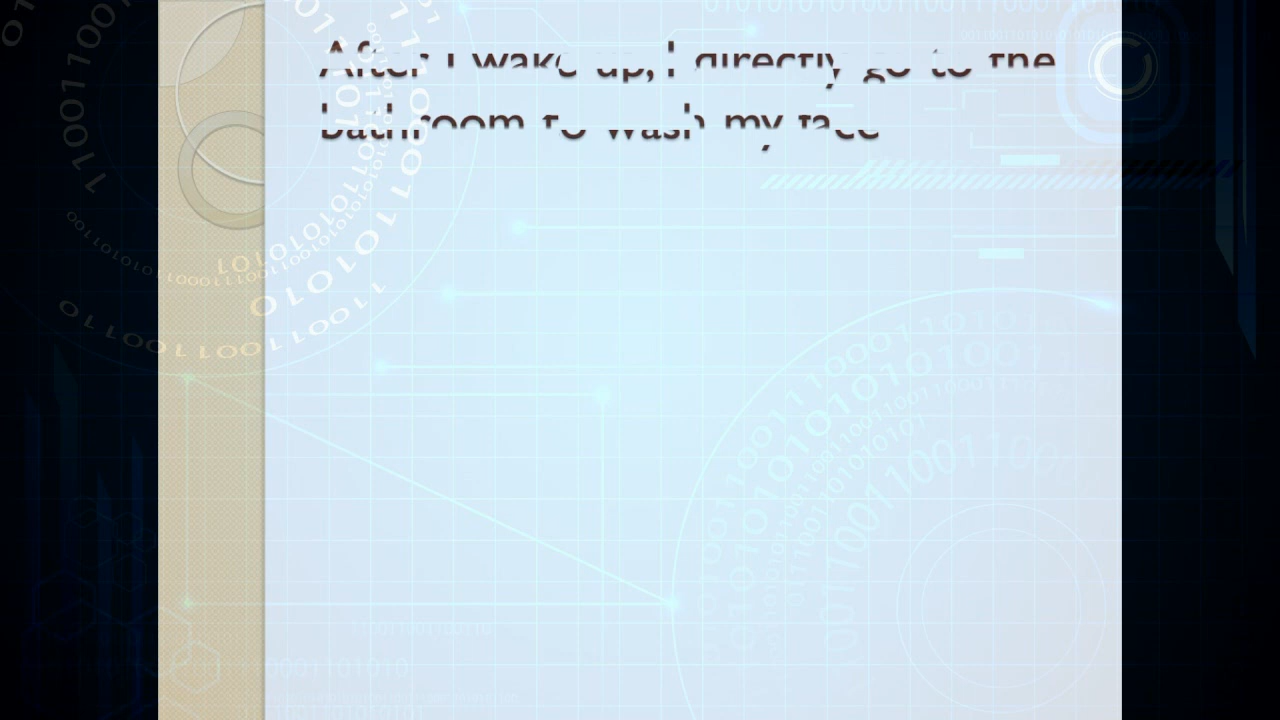 After I wake up, I directly go to the
bathroom to wash my face